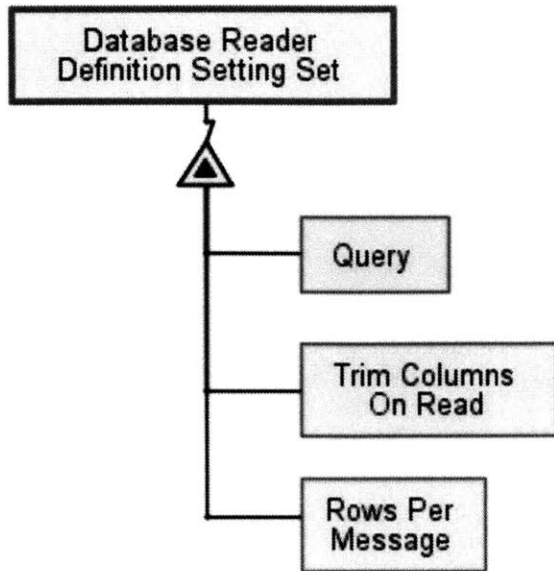 Database Reader
Definition Setting Set
Query
Trim Columns
On Read
Rows Per
Message